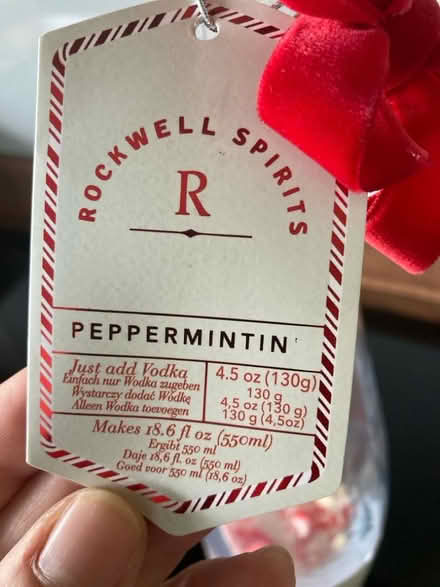 ROCKWELL SPIRITS
R
PEPPERMINTIN'
Just add Vodka
Einfach nur Wodka zugeben
Wystarczy dodać Wódkę
Alleen Wodka toevoegen
4.5 oz (130g)
130 g
4,5 oz (130 g)
130 g (4,5oz)
Makes 18.6 fl oz (550ml)
Ergibt 550 ml
Daje 18,6 fl. oz (550 ml)
Goed voor 550 ml (18,6 oz)